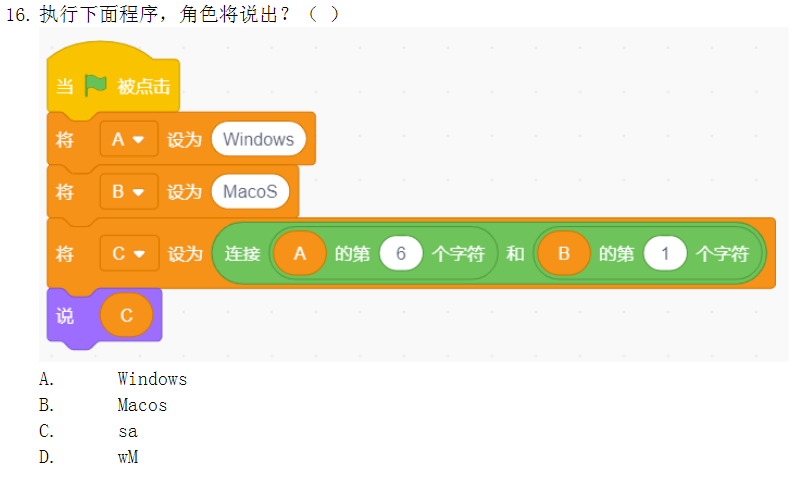 16. 执行下面程序，角色将说出？（ ）
当 被点击
将 A 设为 Windows
将 B 设为 MacoS
将 C 设为 连接 A 的第 6 个字符 和 B 的第 1 个字符
说 C
A. Windows
B. Macos
C. sa
D. wM